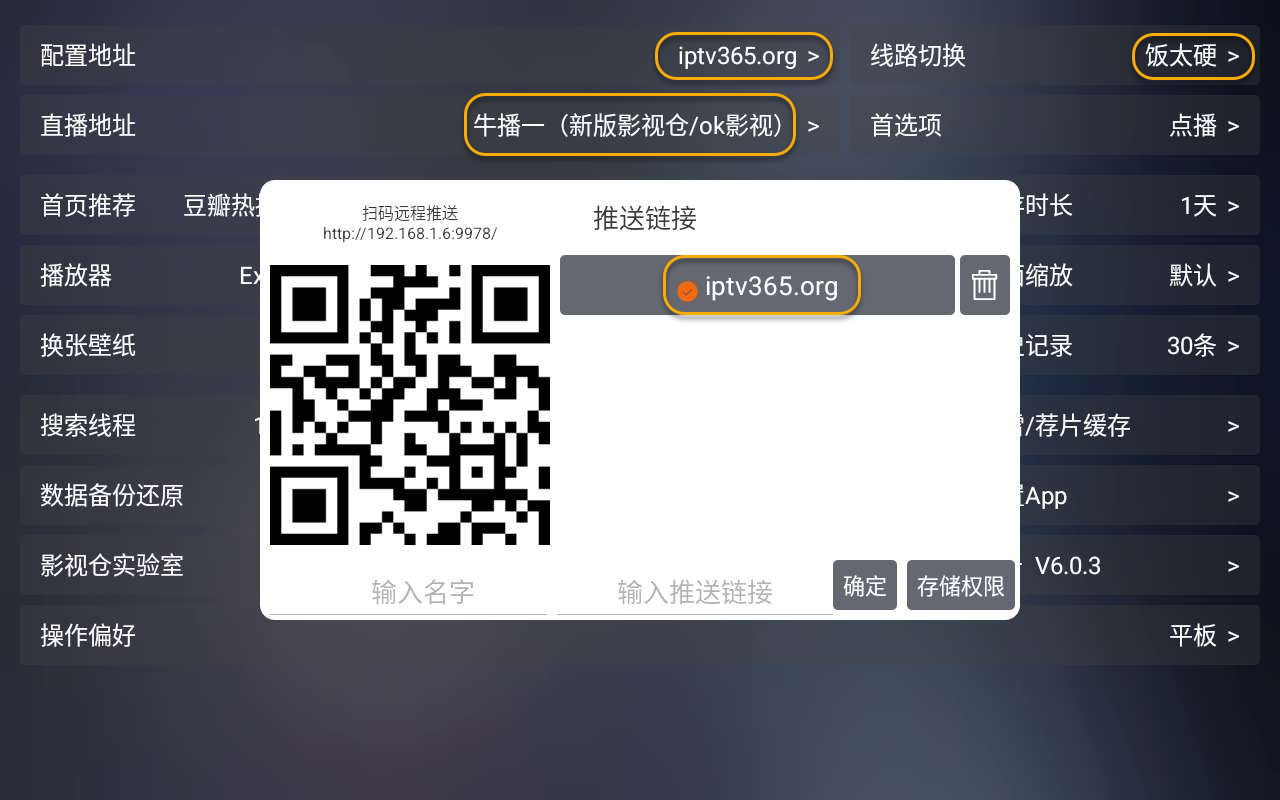 配置地址 iptv365.org > 线路切换 饭太硬 >
直播地址 牛播一（新版影视仓/ok影视） > 首选项 点播 >
首页推荐 豆瓣热 时长 1天 >
播放器 Ex 缩放 默认 >
换张壁纸 记录 30条 >
搜索线程 /荐片缓存 >
数据备份还原 App >
影视仓实验室 V6.0.3 >
操作偏好 平板 >
扫码远程推送
http://192.168.1.6:9978/
推送链接
iptv365.org
输入名字 输入推送链接 确定 存储权限